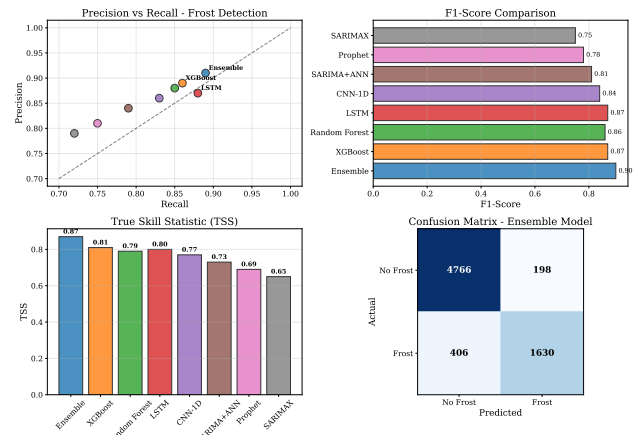 Precision vs Recall - Frost Detection
1.00
0.95
0.90
0.85
0.80
0.75
0.70
Precision
Ensemble
XGBoost
LSTM
0.70 0.75 0.80 0.85 0.90 0.95 1.00
Recall
F1-Score Comparison
SARIMAX 0.75
Prophet 0.78
SARIMA+ANN 0.81
CNN-1D 0.84
LSTM 0.87
Random Forest 0.86
XGBoost 0.87
Ensemble 0.90
0.0 0.2 0.4 0.6 0.8
F1-Score
True Skill Statistic (TSS)
0.8
0.6
0.4
0.2
0.0
TSS
0.87 0.81 0.79 0.80 0.77 0.73 0.69 0.65
Ensemble XGBoost ndom Forest LSTM CNN-1D ARIMA+ANN Prophet SARIMAX
Confusion Matrix - Ensemble Model
Actual
No Frost 4766 198
Frost 406 1630
No Frost Frost
Predicted